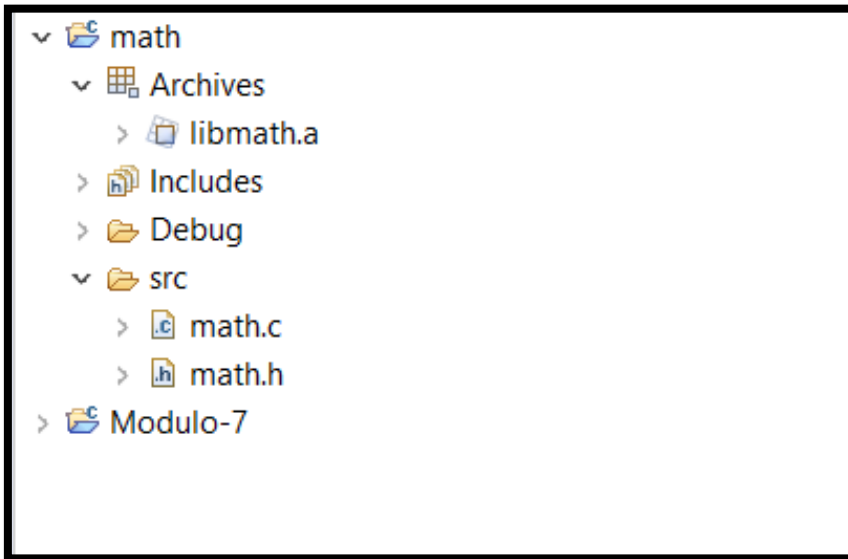 math
Archives
libmath.a
Includes
Debug
src
.c math.c
.h math.h
Modulo-7